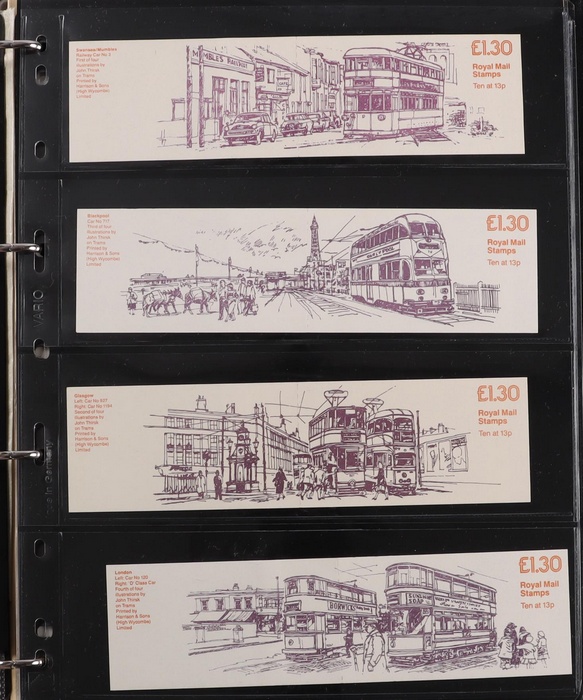 Swansea/Mumbles
Railway Car No 3
First of four
Illustrations by
John Thirsk
on Trams
Printed by
Harrison & Sons
(High Wycombe)
Limited
MUMBLES RAILWAY
£1.30
Royal Mail
Stamps
Ten at 13p
Blackpool
Car No 717
Third of four
Illustrations by
John Thirsk
on Trams
Printed by
Harrison & Sons
(High Wycombe)
Limited
£1.30
Royal Mail
Stamps
Ten at 13p
VARIO
Glasgow
Left: Car No 927
Right: Car No 1194
Second of four
Illustrations by
John Thirsk
on Trams
Printed by
Harrison & Sons
(High Wycombe)
Limited
£1.30
Royal Mail
Stamps
Ten at 13p
in Germany
London
Left: Car No 120
Right: 'D' Class Car
Fourth of four
Illustrations by
John Thirsk
on Trams
Printed by
Harrison & Sons
(High Wycombe)
Limited
BORWICK
SOAP
£1.30
Royal Mail
Stamps
Ten at 13p